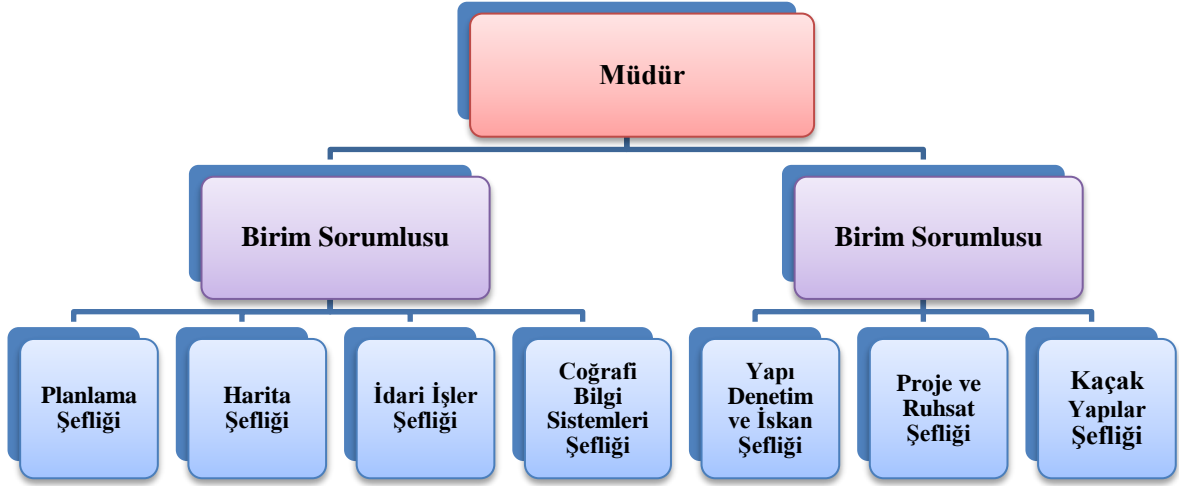 Müdür
Birim Sorumlusu
Birim Sorumlusu
Planlama
Şefliği
Harita
Şefliği
İdari İşler
Şefliği
Coğrafi
Bilgi
Sistemleri
Şefliği
Yapı
Denetim
ve İskan
Şefliği
Proje ve
Ruhsat
Şefliği
Kaçak
Yapılar
Şefliği